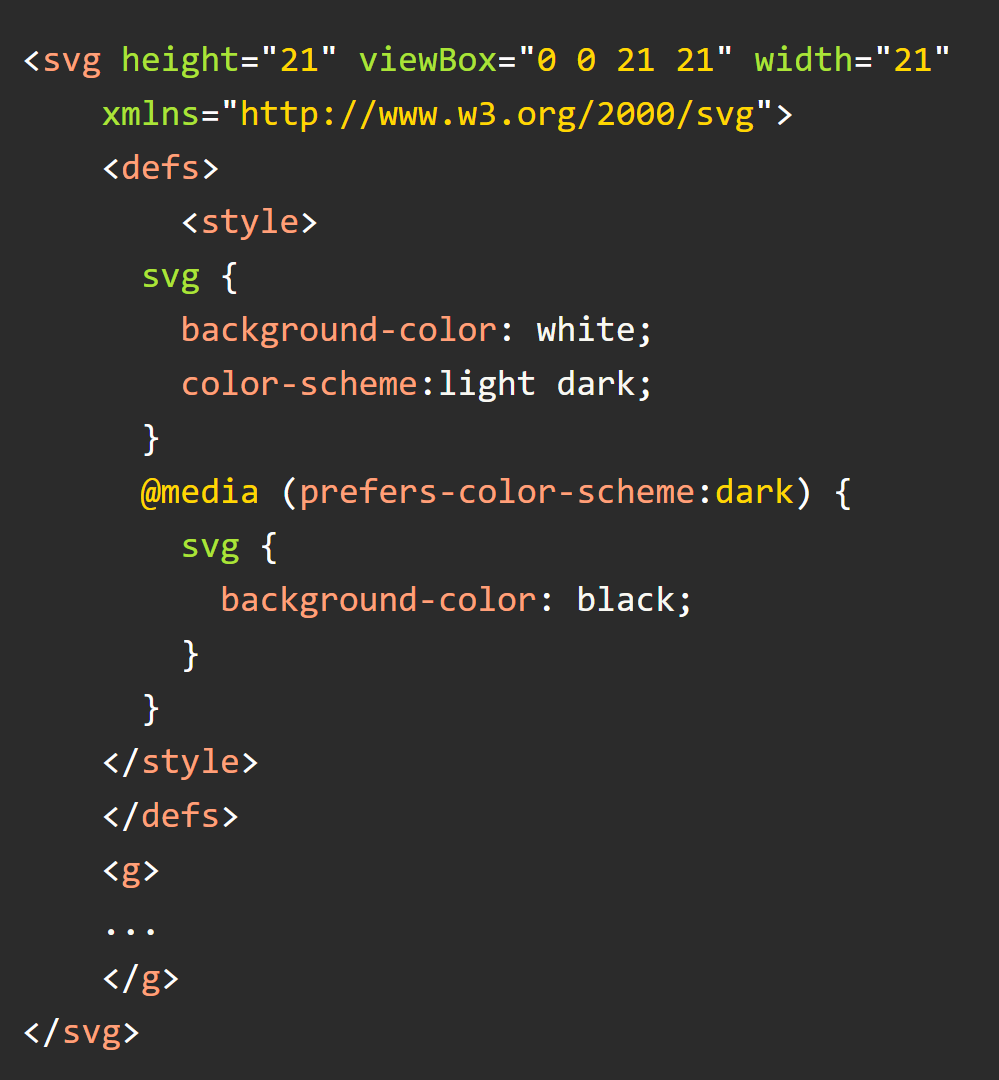 <svg height="21" viewBox="0 0 21 21" width="21"
    xmlns="http://www.w3.org/2000/svg">
    <defs>
        <style>
      svg {
        background-color: white;
        color-scheme:light dark;
      }
      @media (prefers-color-scheme:dark) {
        svg {
          background-color: black;
        }
      }
    </style>
    </defs>
    <g>
    ...
    </g>
</svg>